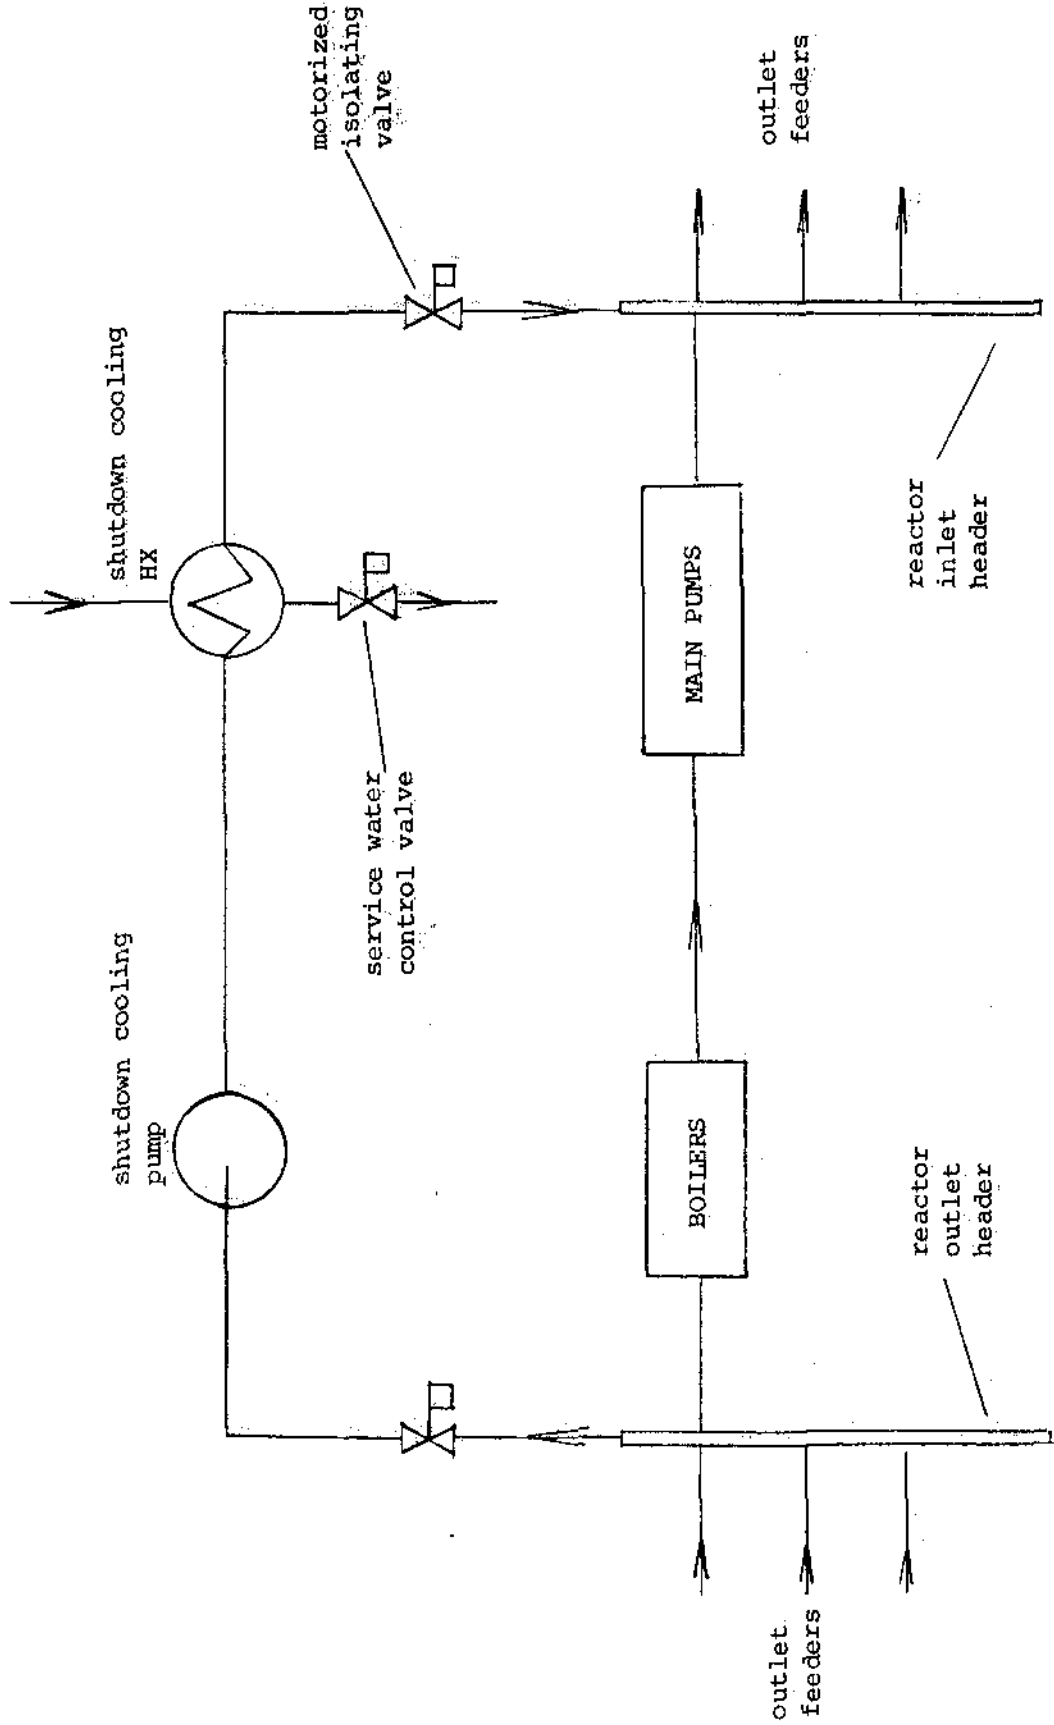 shutdown cooling
pump
shutdown cooling
HX
motorized
isolating
valve
service water
control valve
BOILERS
MAIN PUMPS
outlet
feeders
reactor
outlet
header
reactor
inlet
header
outlet
feeders